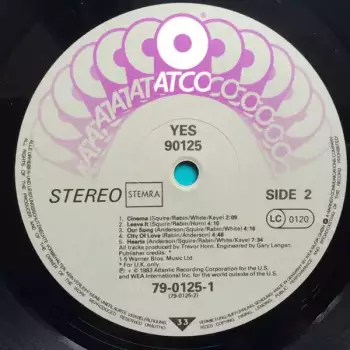 ATCO
YES
90125
STEREO
STEMRA
SIDE 2
LC 0120
1. Cinema (Squire/Rabin/White/Kaye) 2:09
2. Leave It (Squire/Rabin/Horn) 4:10
3. Our Song (Anderson/Squire/Rabin/White) 4:16
4. City Of Love (Rabin/Anderson) 4:48
5. Hearts (Anderson/Squire/Rabin/White/Kaye) 7:34
All tracks produced by Trevor Horn. Engineered by Gary Langan.
Publisher credits: *
1-5 Warner Bros. Music Ltd
* For U.K. only.
℗ + © 1983 Atlantic Recording Corporation for the U.S.
and WEA International Inc. for the world outside of the U.S.
79-0125-1
(79-0125-2)
33